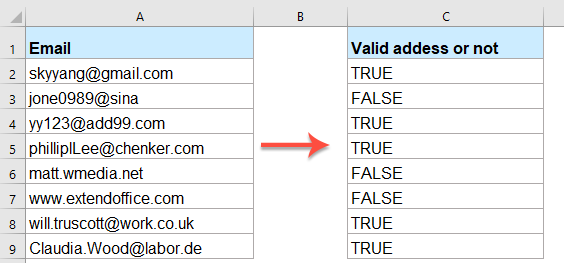 A B C
1 Email Valid addess or not
2 skyyang@gmail.com TRUE
3 jone0989@sina FALSE
4 yy123@add99.com TRUE
5 philliplLee@chenker.com TRUE
6 matt.wmedia.net FALSE
7 www.extendoffice.com FALSE
8 will.truscott@work.co.uk TRUE
9 Claudia.Wood@labor.de TRUE